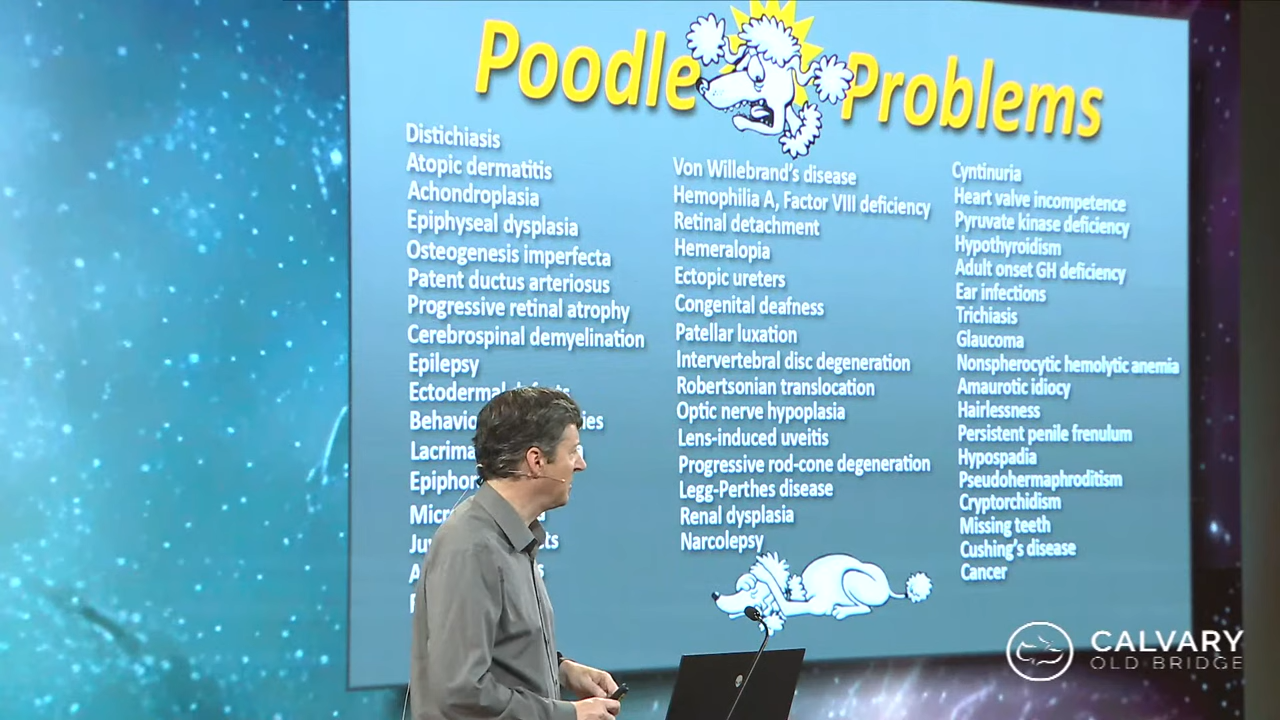 Poodle Problems
Distichiasis
Atopic dermatitis
Achondroplasia
Epiphyseal dysplasia
Osteogenesis imperfecta
Patent ductus arteriosus
Progressive retinal atrophy
Cerebrospinal demyelination
Epilepsy
Ectodermal
Von Willebrand's disease
Hemophilia A, Factor VIII deficiency
Retinal detachment
Hemeralopia
Ectopic ureters
Congenital deafness
Patellar luxation
Intervertebral disc degeneration
Robertsonian translocation
Optic nerve hypoplasia
Lens-induced uveitis
Progressive rod-cone degeneration
Legg-Perthes disease
Renal dysplasia
Narcolepsy
Cyntinuria
Heart valve incompetence
Pyruvate kinase deficiency
Hypothyroidism
Adult onset GH deficiency
Ear infections
Trichiasis
Glaucoma
Nonspherocytic hemolytic anemia
Amaurotic idiocy
Hairlessness
Persistent penile frenulum
Hypospadia
Pseudohermaphroditism
Cryptorchidism
Missing teeth
Cushing's disease
Cancer
CALVARY
OLD BRIDGE